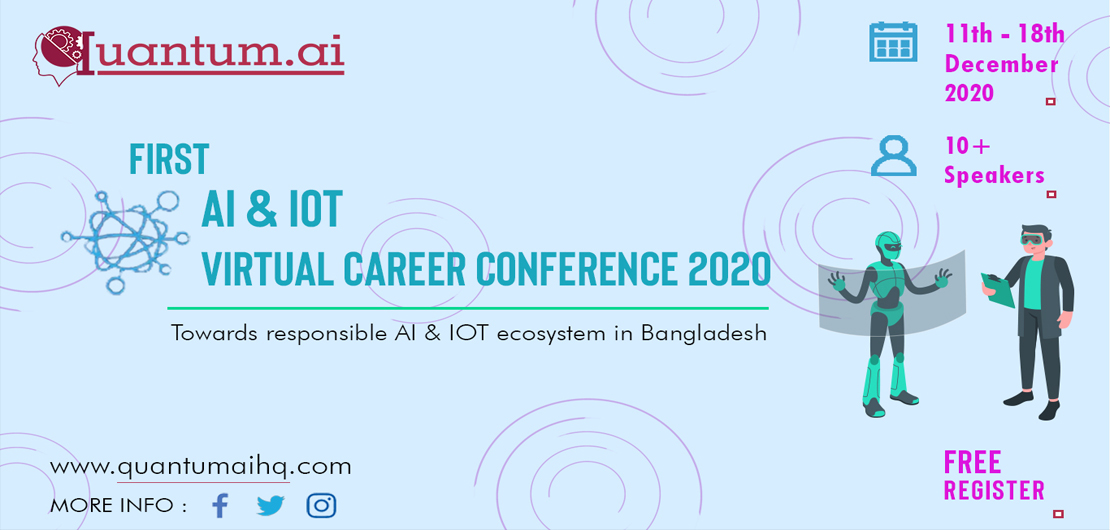 Quantum.ai
11th - 18th
December
2020
10+
Speakers
FIRST
AI & IOT
VIRTUAL CAREER CONFERENCE 2020
Towards responsible AI & IOT ecosystem in Bangladesh
www.quantumaihq.com
MORE INFO :
FREE
REGISTER